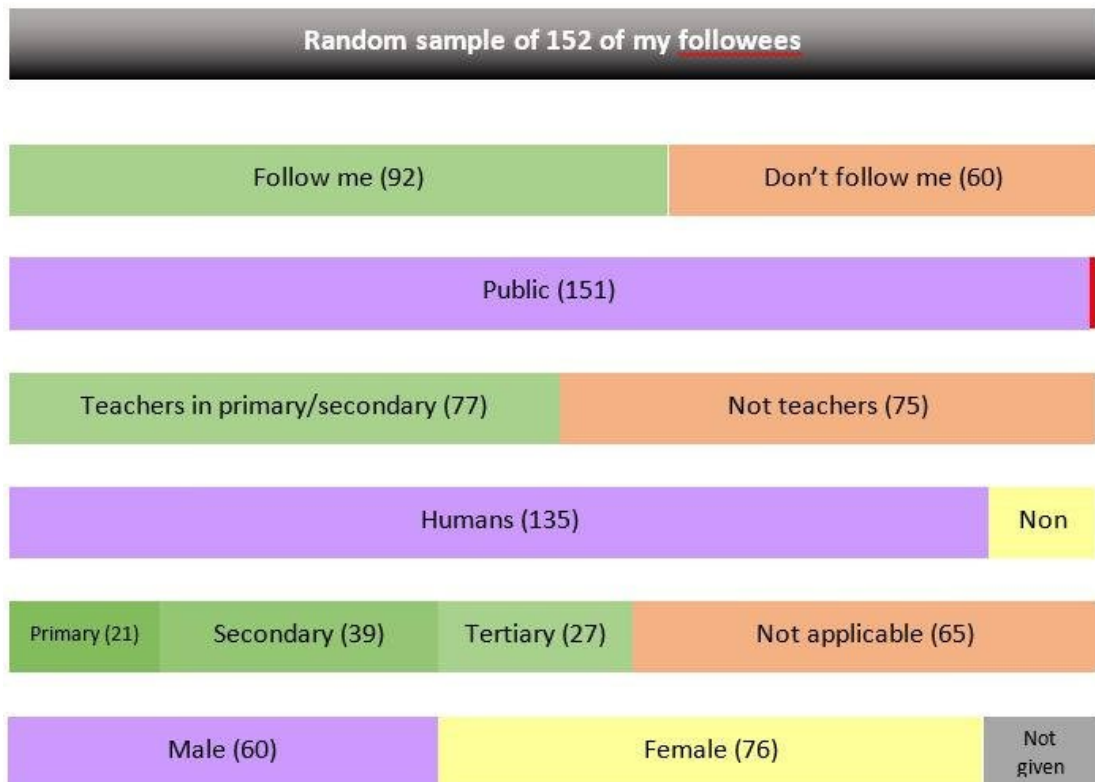 Random sample of 152 of my followees
Follow me (92)
Don't follow me (60)
Public (151)
Teachers in primary/secondary (77)
Not teachers (75)
Humans (135)
Non
Primary (21)
Secondary (39)
Tertiary (27)
Not applicable (65)
Male (60)
Female (76)
Not
given